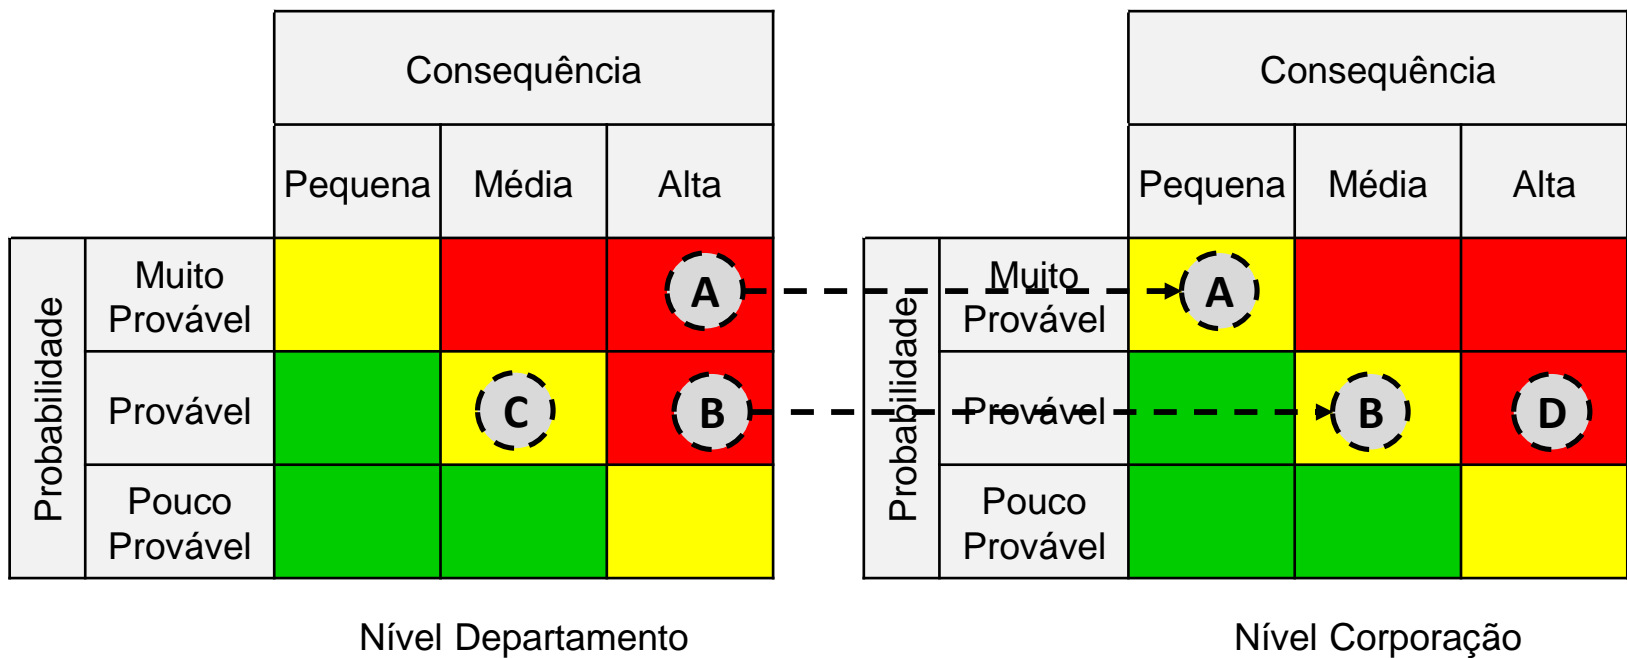 Consequência
Consequência
Pequena
Média
Alta
Pequena
Média
Alta
Probabilidade
Muito
Provável
A
Probabilidade
Muito
Provável
A
Provável
C
B
Provável
B
D
Pouco
Provável
Pouco
Provável
Nível Departamento
Nível Corporação